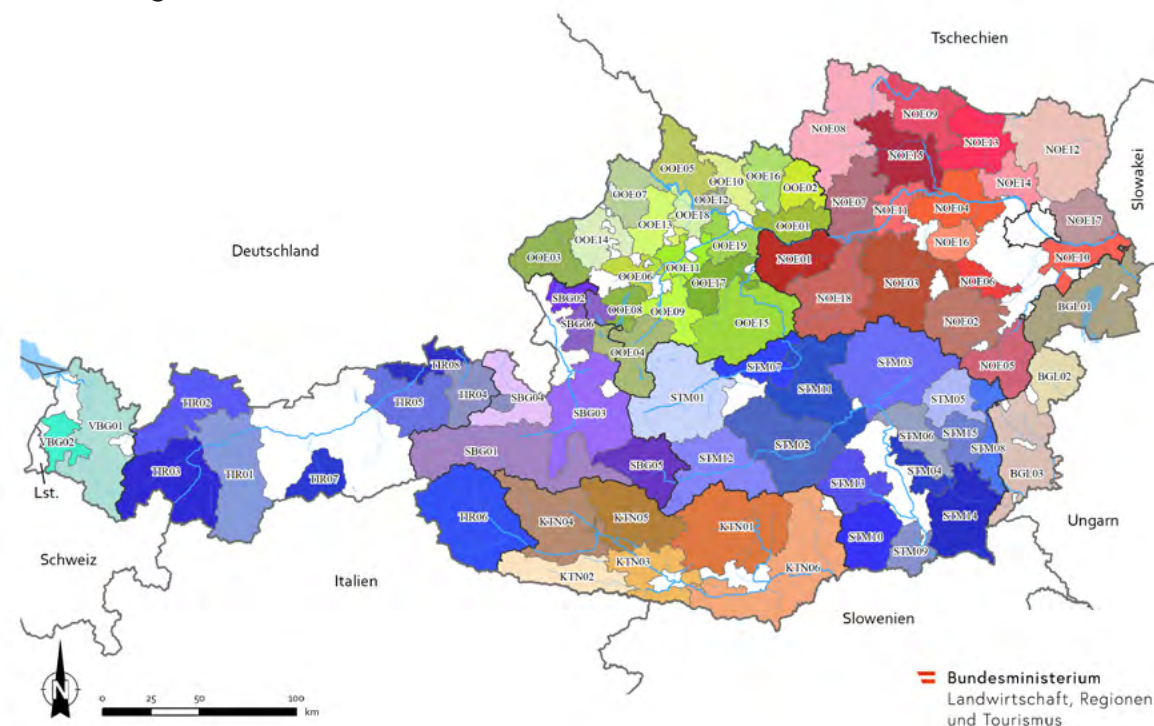 Tschechien
Slowakei
Deutschland
Schweiz
Lst.
Italien
Slowenien
Ungarn
NOE08
NOE09
NOE15
NOE13
NOE12
NOE14
NOE07
NOE11
NOE04
NOE17
NOE16
NOE10
NOE01
NOE18
NOE03
NOE06
NOE02
NOE05
OOE05
OOE10
OOE16
OOE02
OOE07
OOE12
OOE18
OOE13
OOE01
OOE14
OOE19
OOE03
OOE06
OOE11
OOE17
OOE08
OOE09
OOE15
OOE04
BGL01
BGL02
BGL03
SBG02
SBG06
SBG04
SBG03
SBG01
SBG05
STM07
STM03
STM11
STM01
STM05
STM02
STM06
STM15
STM08
STM12
STM04
STM13
STM14
STM10
STM09
TIR08
TIR02
TIR05
TIR04
TIR03
TIR01
TIR07
TIR06
VBG01
VBG02
KTN04
KTN05
KTN01
KTN03
KTN02
KTN06
N
0 25 50 100
km
Bundesministerium
Landwirtschaft, Regionen
und Tourismus